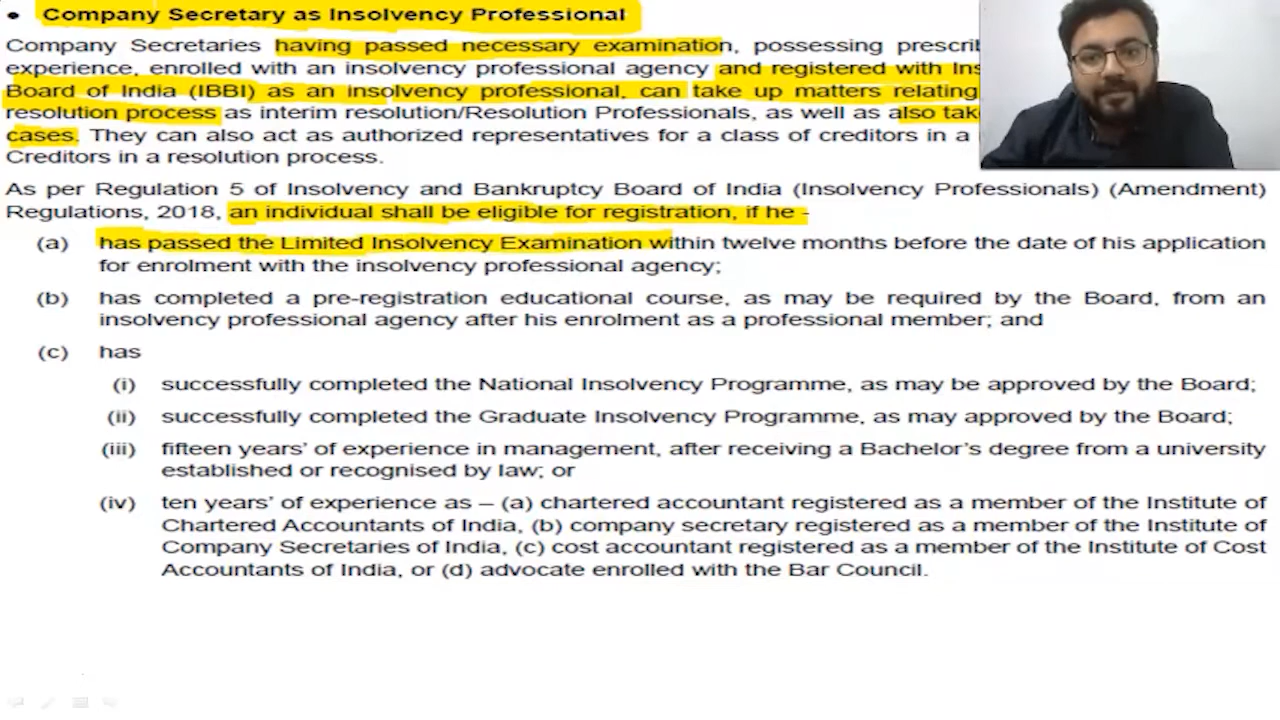 • Company Secretary as Insolvency Professional
Company Secretaries having passed necessary examination, possessing
experience, enrolled with an insolvency professional agency and registered with
Board of India (IBBI) as an insolvency professional, can take up matters relating
resolution process as interim resolution/Resolution Professionals, as well as also
cases. They can also act as authorized representatives for a class of creditors in a
Creditors in a resolution process.
As per Regulation 5 of Insolvency and Bankruptcy Board of India (Insolvency Professionals) (Amendment)
Regulations, 2018, an individual shall be eligible for registration, if he -
(a) has passed the Limited Insolvency Examination within twelve months before the date of his application
for enrolment with the insolvency professional agency;
(b) has completed a pre-registration educational course, as may be required by the Board, from an
insolvency professional agency after his enrolment as a professional member; and
(c) has
(i) successfully completed the National Insolvency Programme, as may be approved by the Board;
(ii) successfully completed the Graduate Insolvency Programme, as may approved by the Board;
(iii) fifteen years' of experience in management, after receiving a Bachelor's degree from a university
established or recognised by law; or
(iv) ten years' of experience as – (a) chartered accountant registered as a member of the Institute of
Chartered Accountants of India, (b) company secretary registered as a member of the Institute of
Company Secretaries of India, (c) cost accountant registered as a member of the Institute of Cost
Accountants of India, or (d) advocate enrolled with the Bar Council.